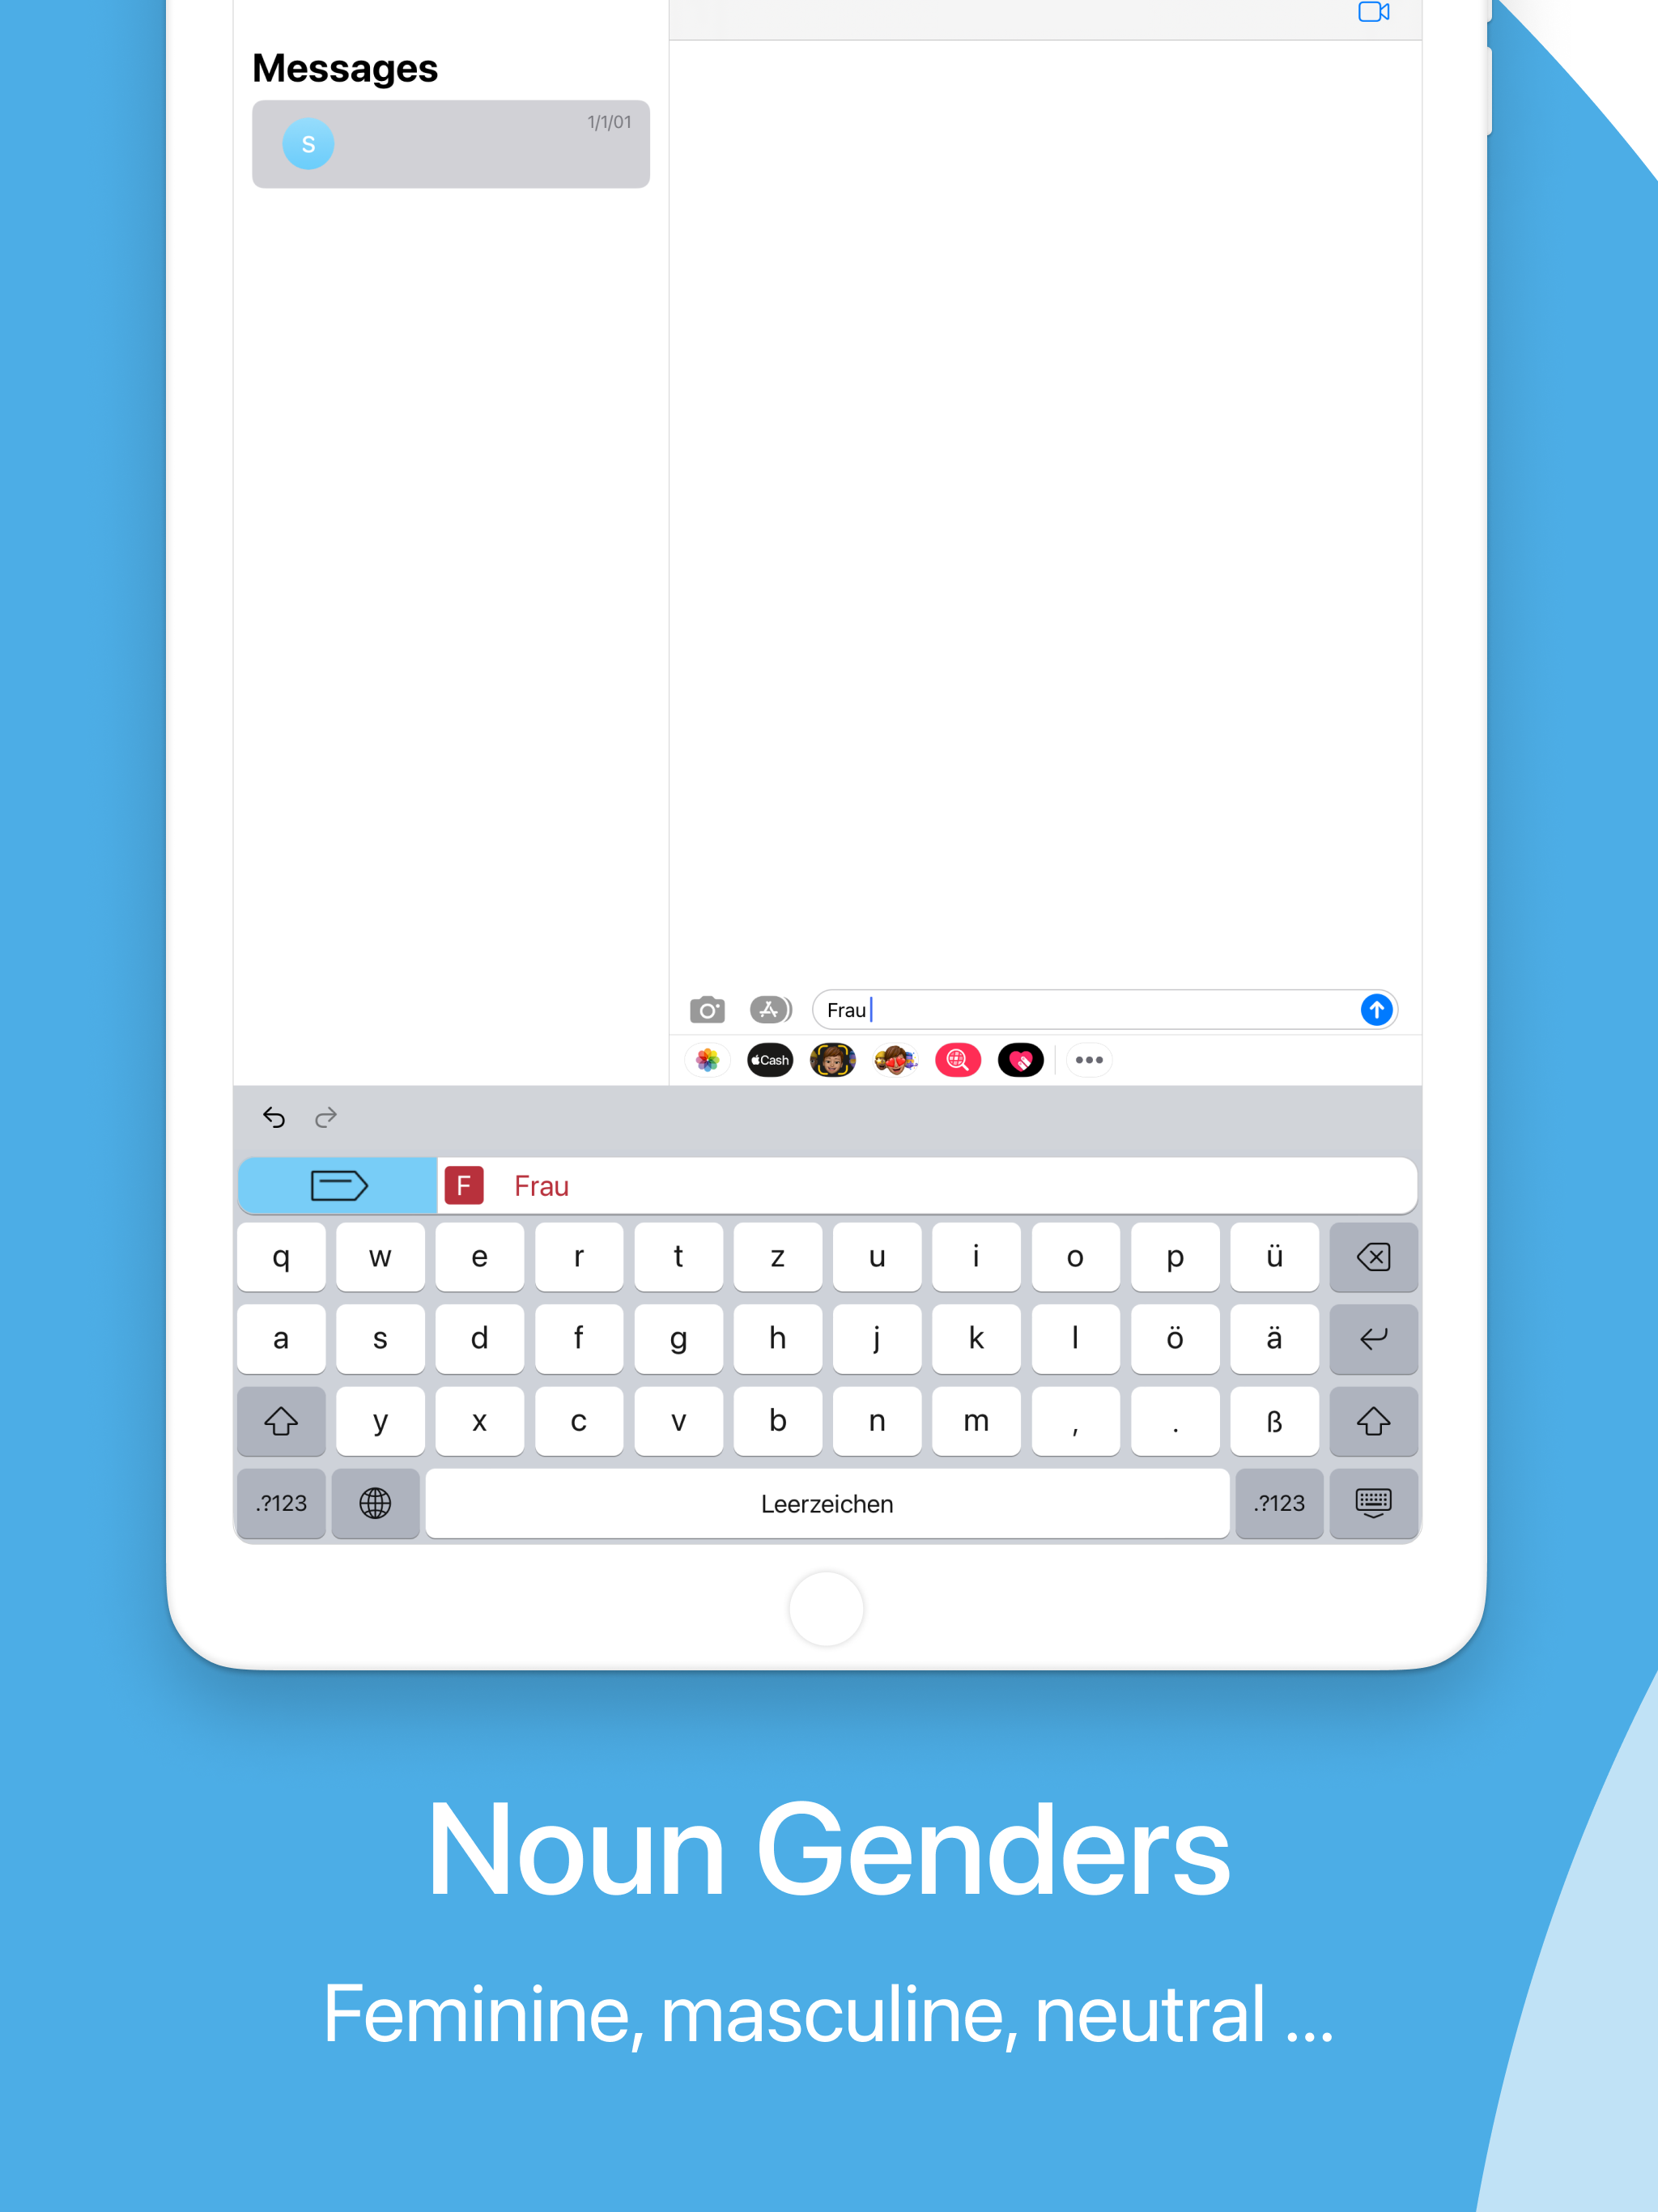 Messages
1/1/01
S
Frau
Cash
F Frau
q w e r t z u i o p ü
a s d f g h j k l ö ä
y x c v b n m , . ß
.?123 Leerzeichen .?123
Noun Genders
Feminine, masculine, neutral ...